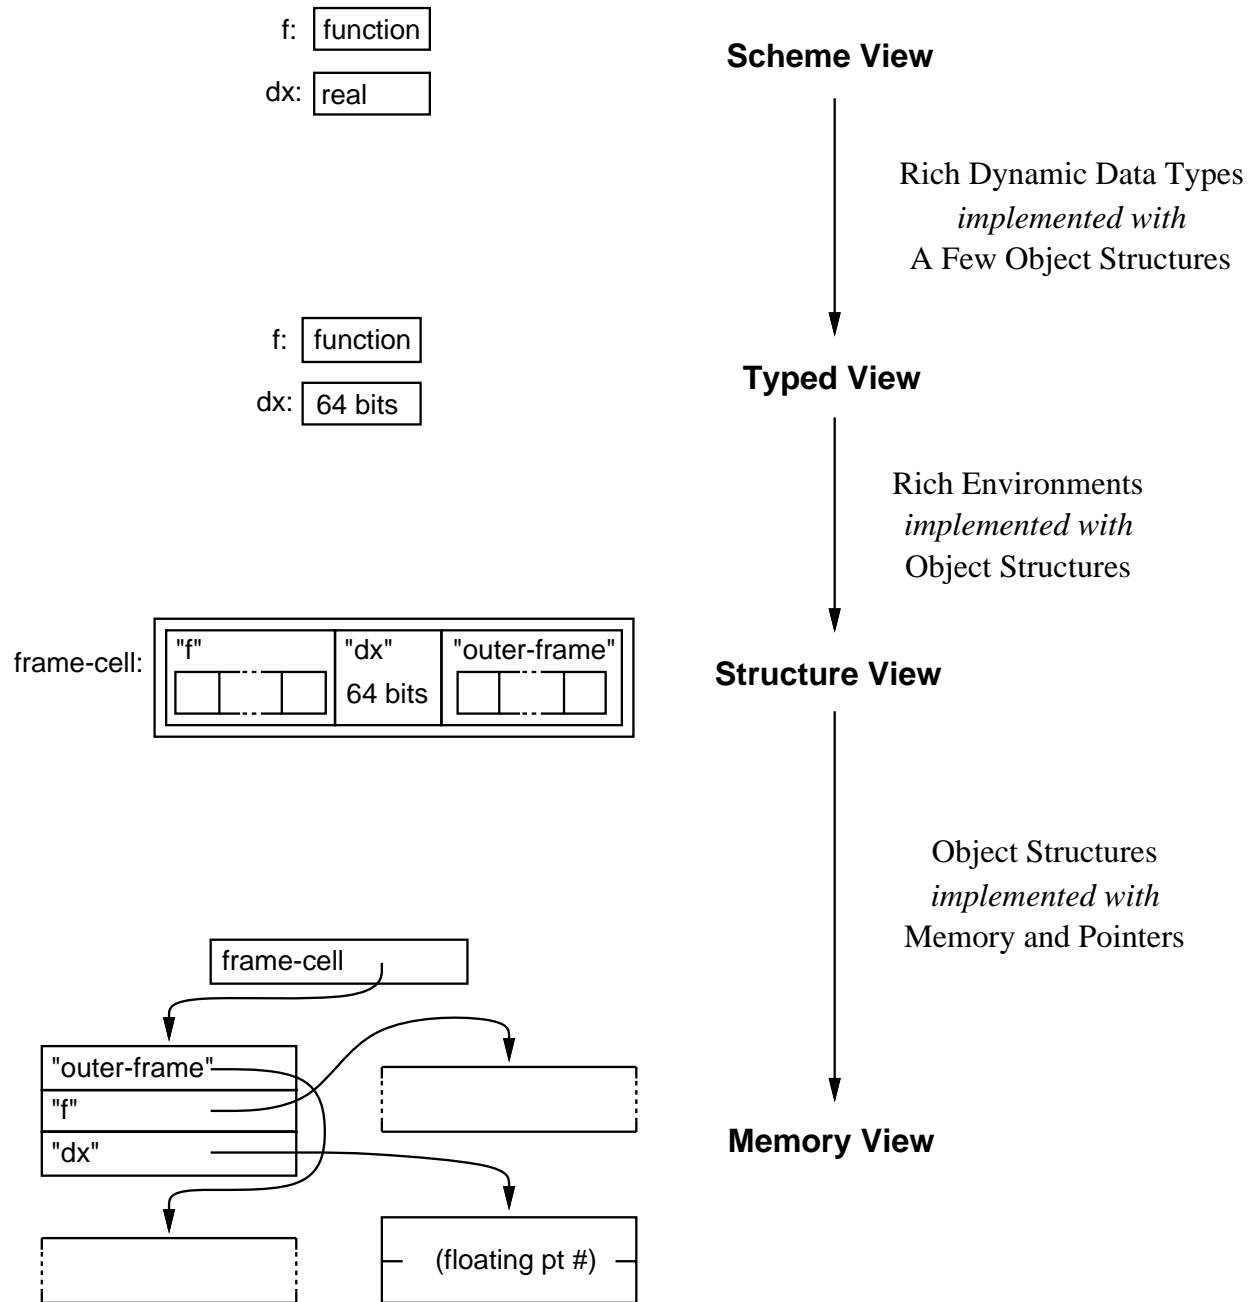 f: function
dx: real
Scheme View
Rich Dynamic Data Types
implemented with
A Few Object Structures
f: function
dx: 64 bits
Typed View
Rich Environments
implemented with
Object Structures
frame-cell:
"f"
"dx"
64 bits
"outer-frame"
Structure View
Object Structures
implemented with
Memory and Pointers
frame-cell
"outer-frame"
"f"
"dx"
(floating pt #)
Memory View